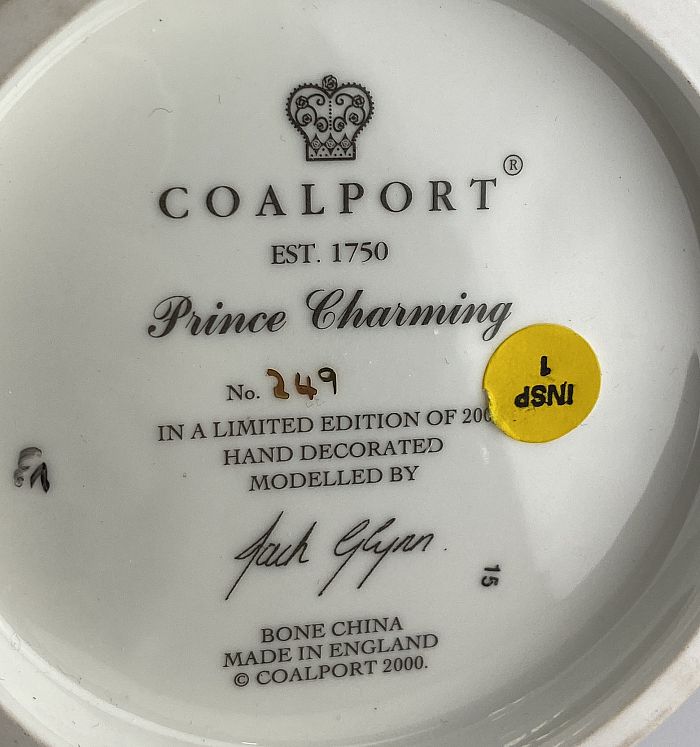 COALPORT®
EST. 1750
Prince Charming
No. 249
IN A LIMITED EDITION OF
HAND DECORATED
MODELLED BY
Jack Glynn
BONE CHINA
MADE IN ENGLAND
© COALPORT 2000.
INSP
1
15